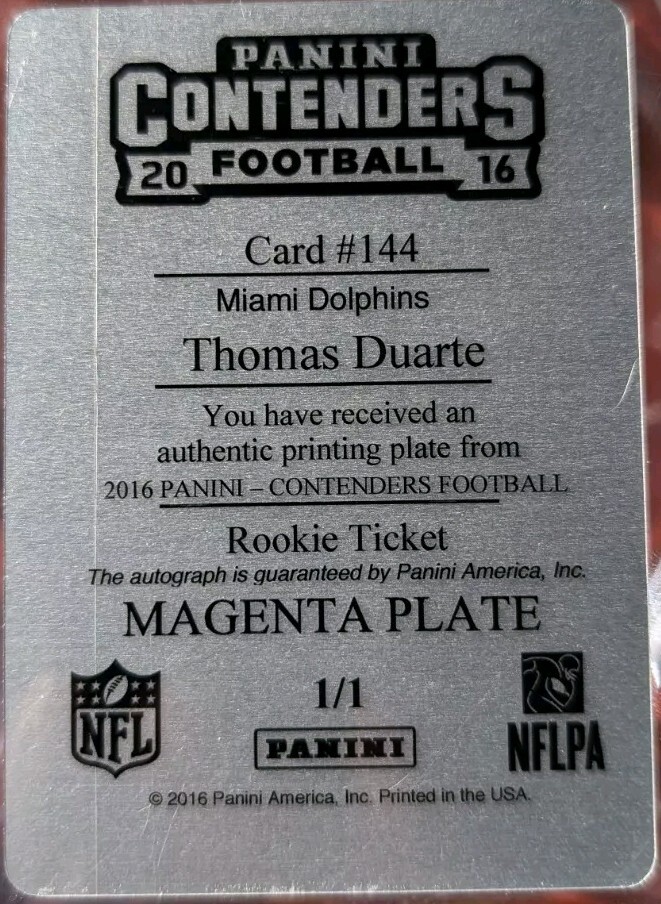 PANINI
CONTENDERS
20 FOOTBALL 16
Card #144
Miami Dolphins
Thomas Duarte
You have received an
authentic printing plate from
2016 PANINI – CONTENDERS FOOTBALL
Rookie Ticket
The autograph is guaranteed by Panini America, Inc.
MAGENTA PLATE
1/1
NFL
PANINI
NFLPA
© 2016 Panini America, Inc. Printed in the USA.